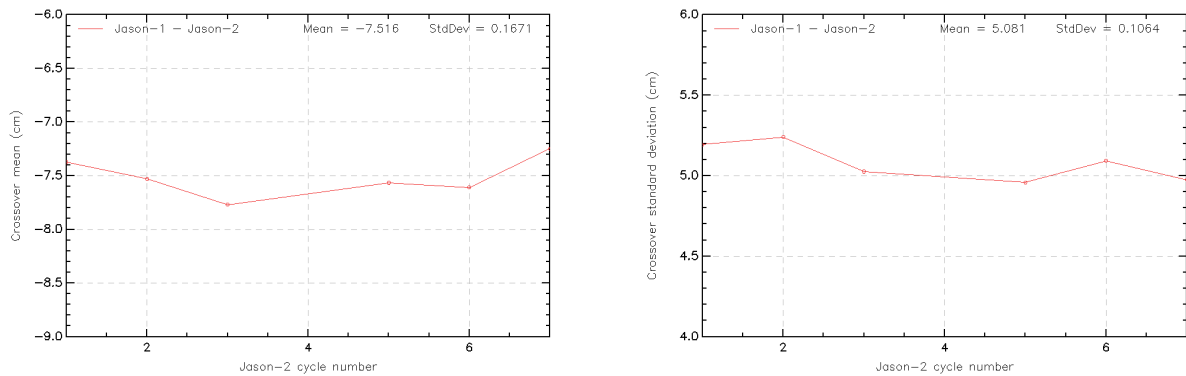 Jason-1 - Jason-2 Mean = -7.516 StdDev = 0.1671
Crossover mean (cm)
-6.0
-6.5
-7.0
-7.5
-8.0
-8.5
-9.0
2 4 6
Jason-2 cycle number
Jason-1 - Jason-2 Mean = 5.081 StdDev = 0.1064
Crossover standard deviation (cm)
6.0
5.5
5.0
4.5
4.0
2 4 6
Jason-2 cycle number